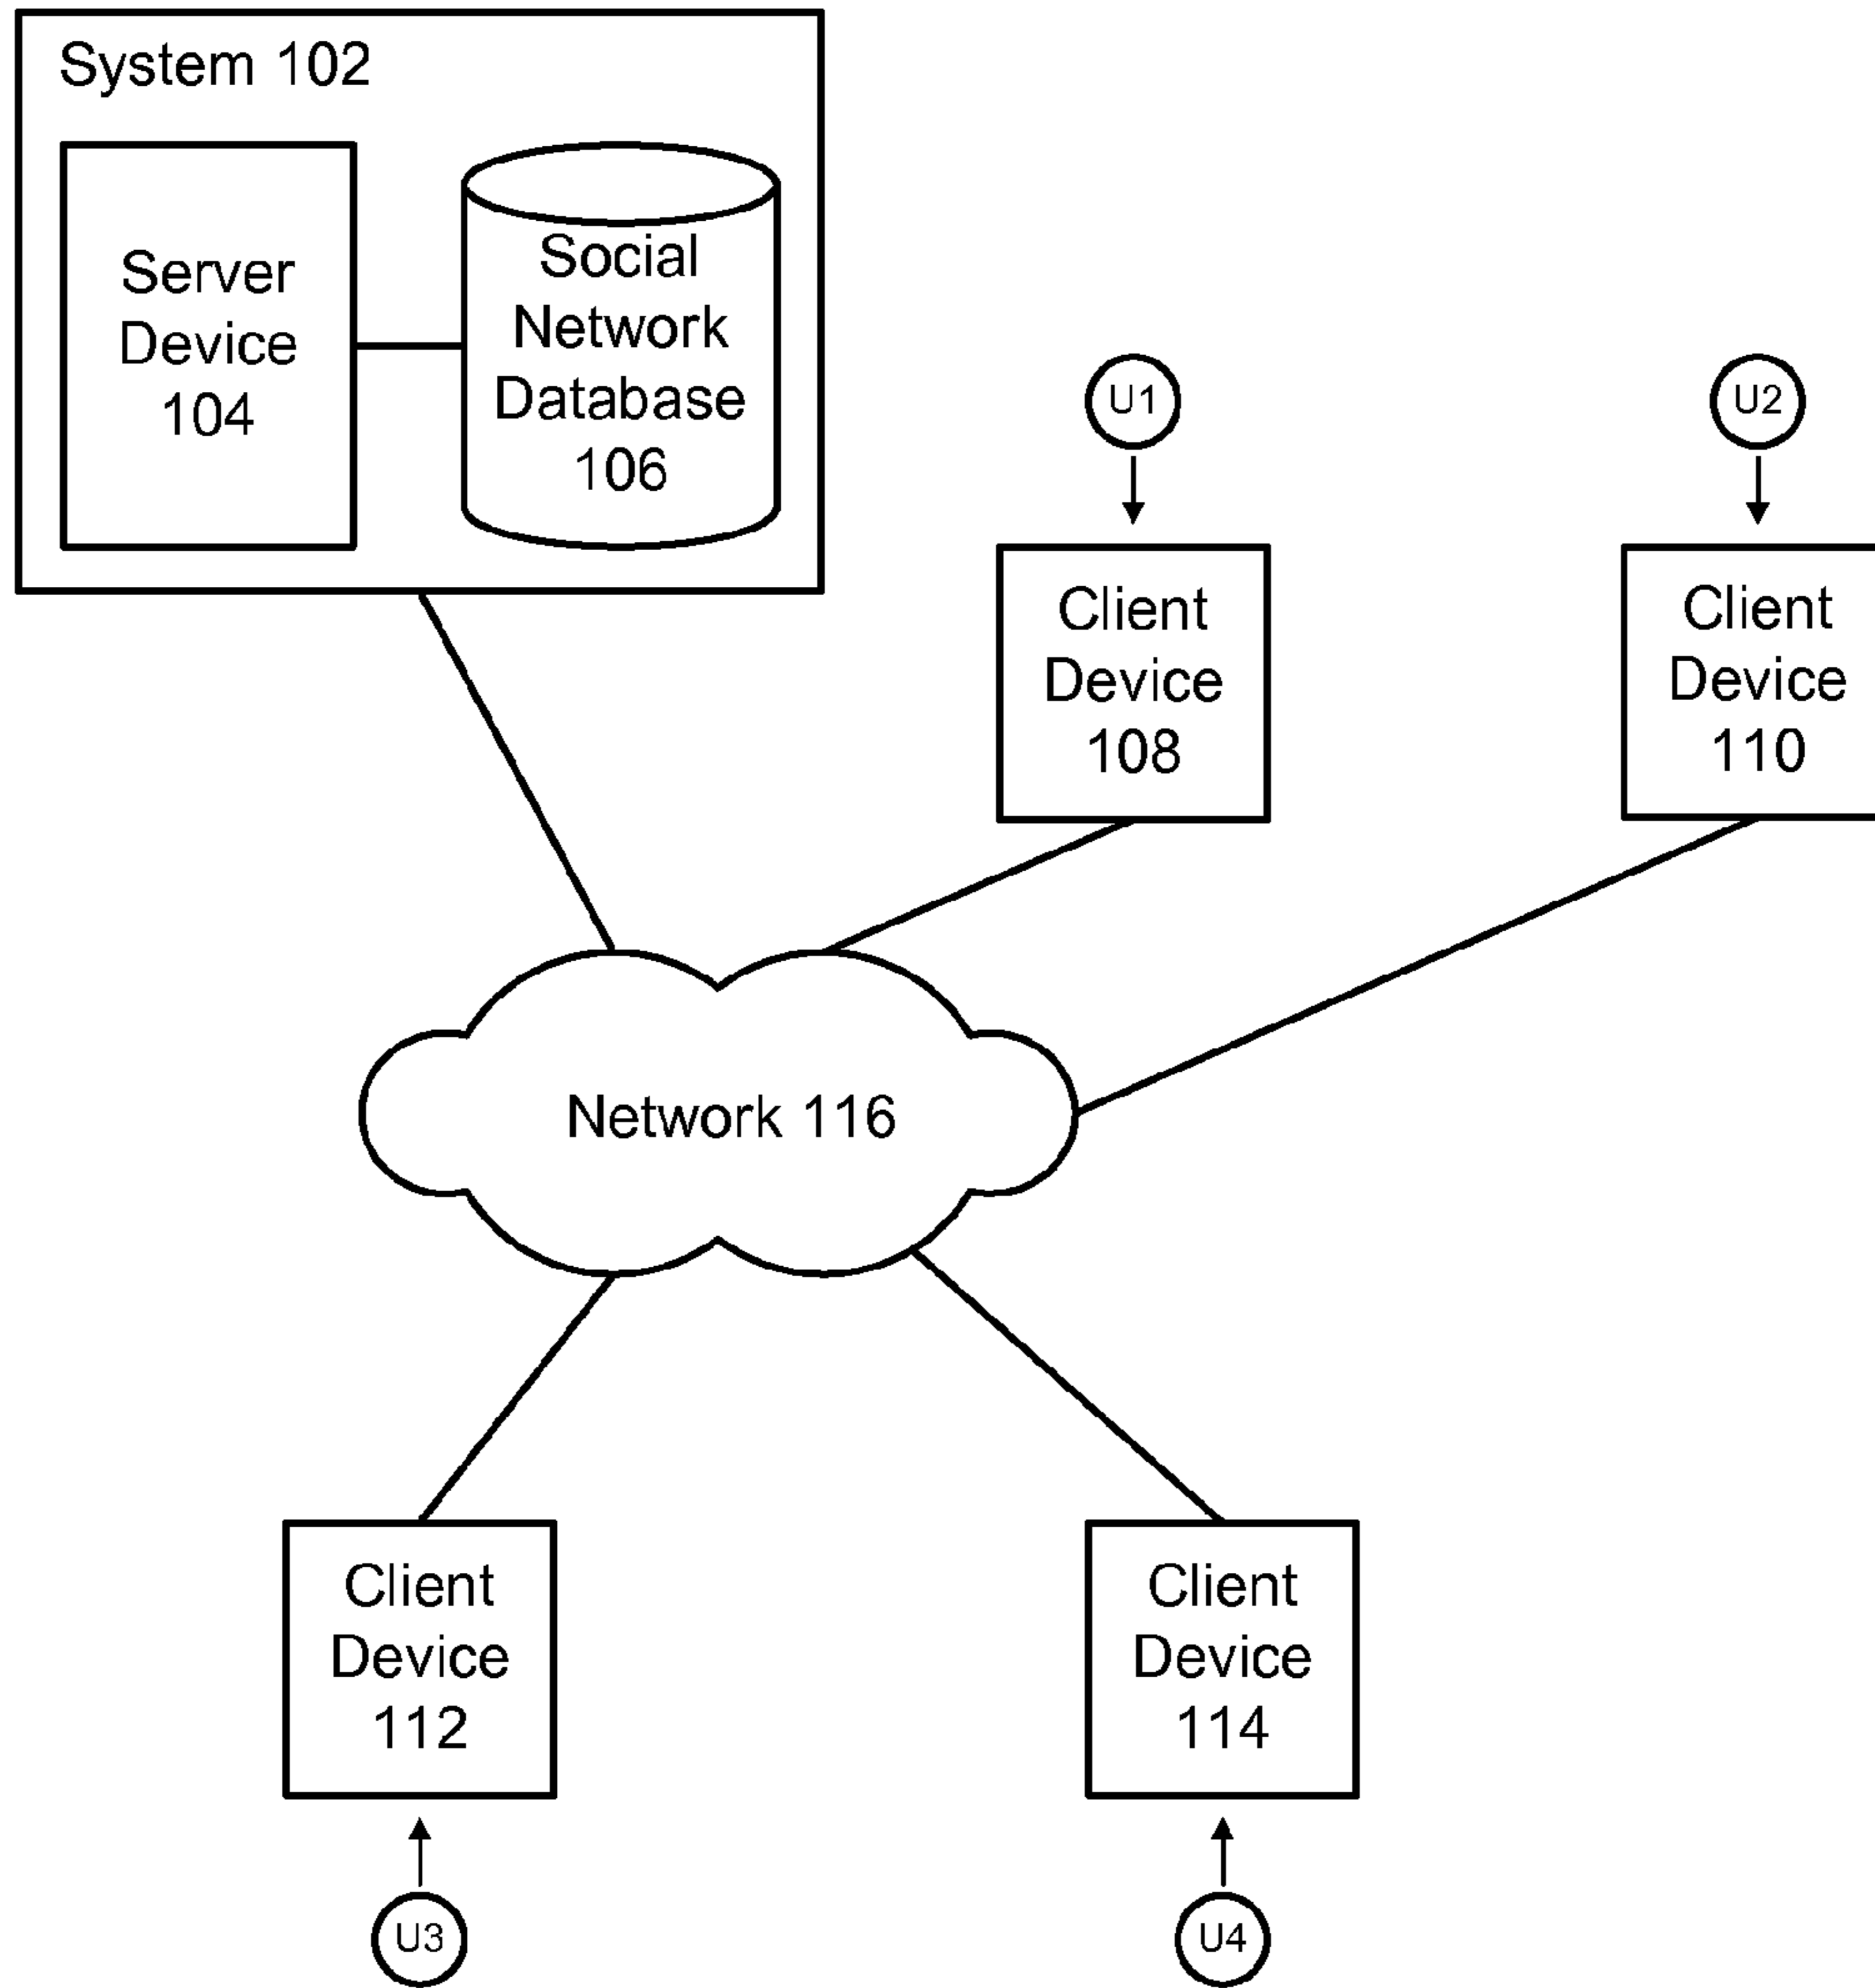 System 102
Server
Device
104
Social
Network
Database
106
U1
U2
Client
Device
108
Client
Device
110
Network 116
Client
Device
112
Client
Device
114
U3
U4